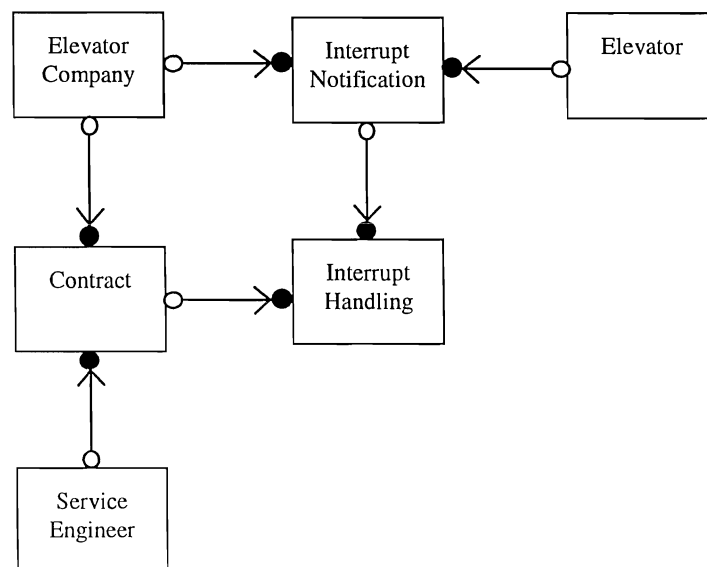 Elevator
Company
Interrupt
Notification
Elevator
Contract
Interrupt
Handling
Service
Engineer